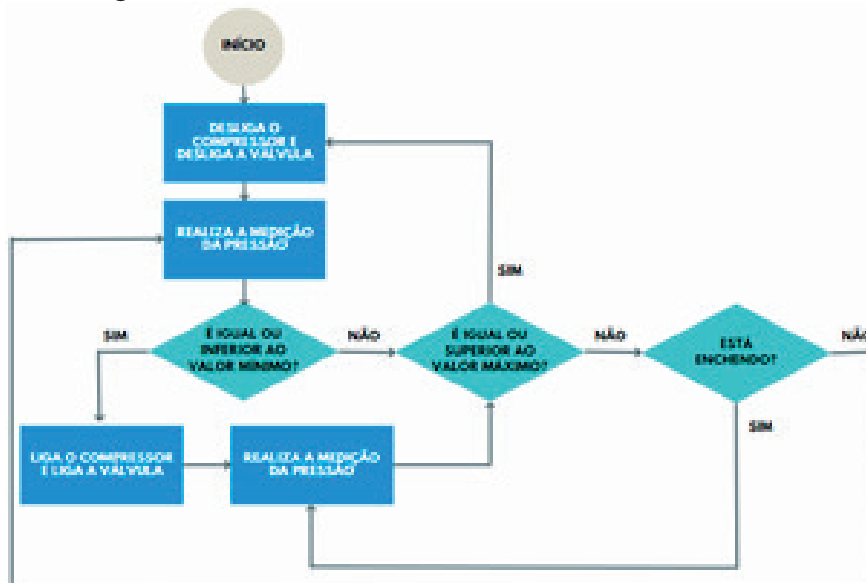 INÍCIO
DESLIGA O
COMPRESSOR E
DESLIGA A VÁLVULA
REALIZA A MEDIÇÃO
DA PRESSÃO
SIM
SIM
É IGUAL OU
INFERIOR AO
VALOR MÍNIMO?
NÃO
É IGUAL OU
SUPERIOR AO
VALOR MÁXIMO?
NÃO
ESTÁ
ENCHENDO?
NÃO
SIM
LIGA O COMPRESSOR
E LIGA A VÁLVULA
REALIZA A MEDIÇÃO
DA PRESSÃO